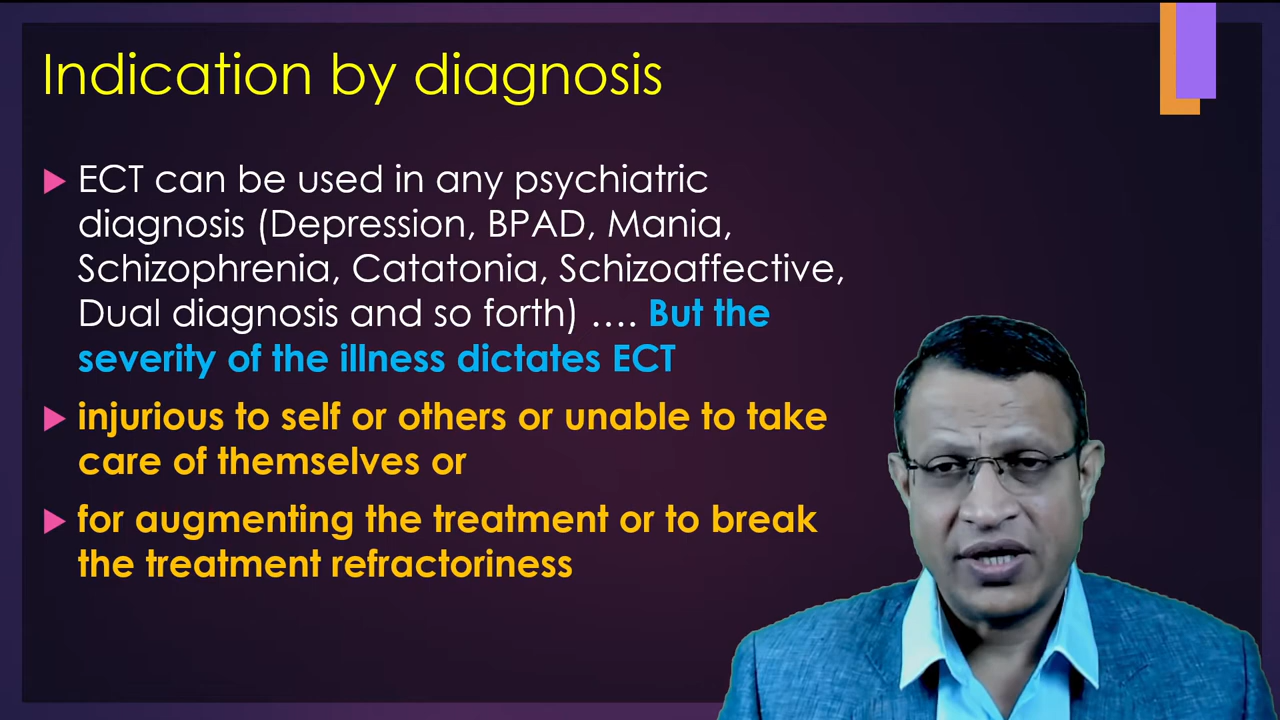 Indication by diagnosis
ECT can be used in any psychiatric
diagnosis (Depression, BPAD, Mania,
Schizophrenia, Catatonia, Schizoaffective,
Dual diagnosis and so forth) .... But the
severity of the illness dictates ECT
injurious to self or others or unable to take
care of themselves or
for augmenting the treatment or to break
the treatment refractoriness